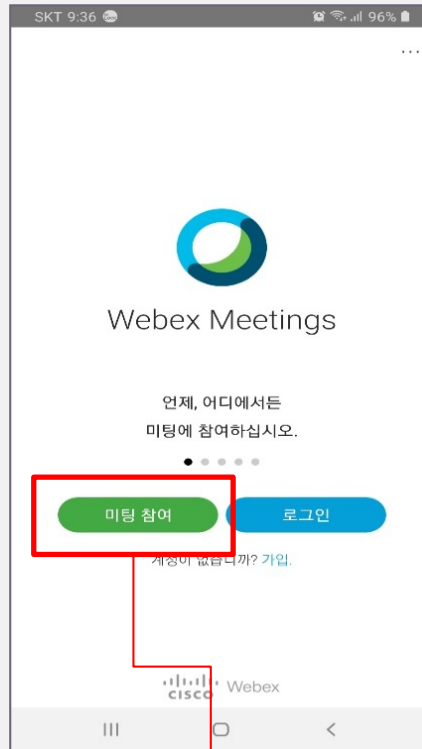 SKT 9:36 96%
Webex Meetings
언제, 어디에서든
미팅에 참여하십시오.
미팅 참여
로그인
계정이 없습니까? 가입.
CISCO Webex